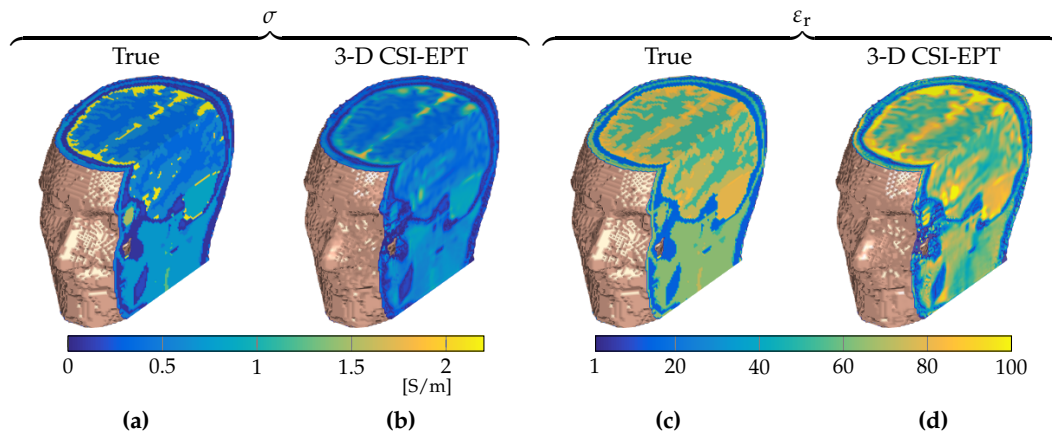 σ ε_r
True 3-D CSI-EPT True 3-D CSI-EPT
0 0.5 1 1.5 2 1 20 40 60 80 100
[S/m]
(a) (b) (c) (d)